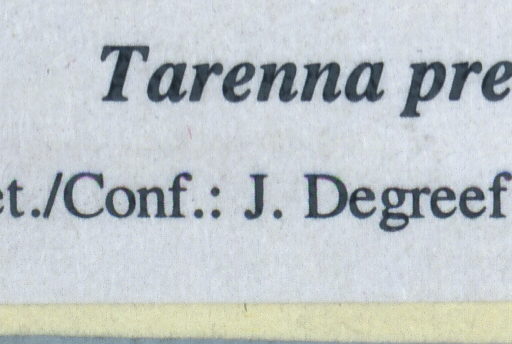 Tarenna pre
et./Conf.: J. Degreef